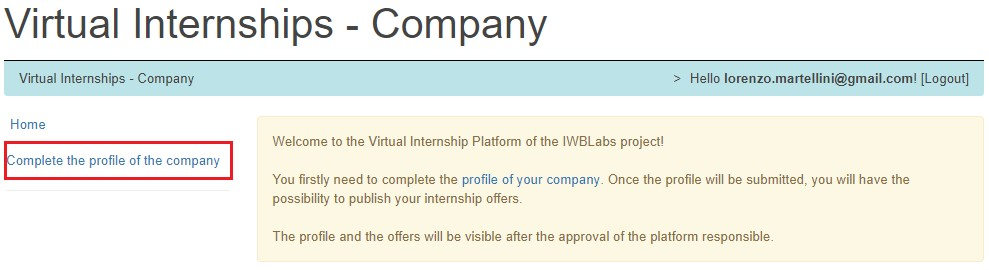 Virtual Internships - Company
Virtual Internships - Company
> Hello lorenzo.martellini@gmail.com! [Logout]
Home
Complete the profile of the company
Welcome to the Virtual Internship Platform of the IWBLabs project!
You firstly need to complete the profile of your company. Once the profile will be submitted, you will have the
possibility to publish your internship offers.
The profile and the offers will be visible after the approval of the platform responsible.